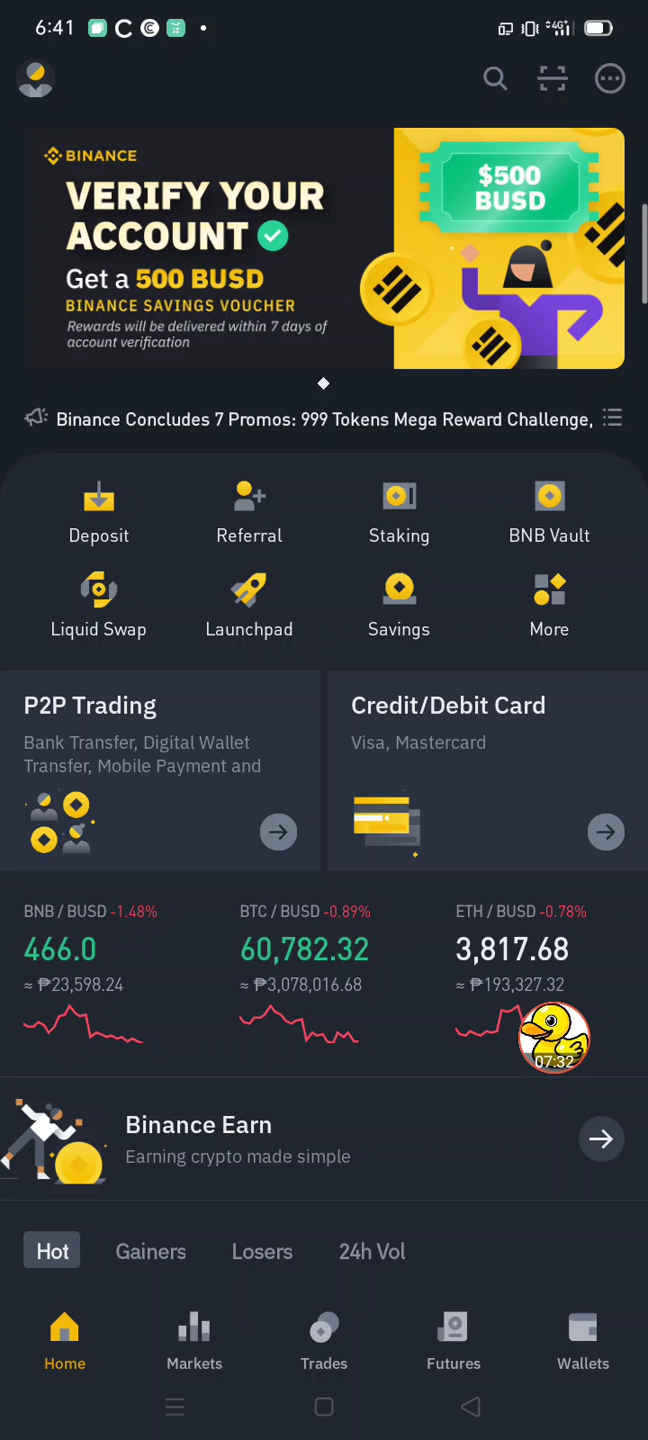 6:41
4G+
BINANCE
VERIFY YOUR
ACCOUNT
Get a 500 BUSD
BINANCE SAVINGS VOUCHER
Rewards will be delivered within 7 days of
account verification
$500
BUSD
Binance Concludes 7 Promos: 999 Tokens Mega Reward Challenge,
Deposit Referral Staking BNB Vault
Liquid Swap Launchpad Savings More
P2P Trading
Bank Transfer, Digital Wallet
Transfer, Mobile Payment and
Credit/Debit Card
Visa, Mastercard
BNB / BUSD -1.48% BTC / BUSD -0.89% ETH / BUSD -0.78%
466.0 60,782.32 3,817.68
≈ ₱23,598.24 ≈ ₱3,078,016.68 ≈ ₱193,327.32
07:32
Binance Earn
Earning crypto made simple
Hot Gainers Losers 24h Vol
Home Markets Trades Futures Wallets